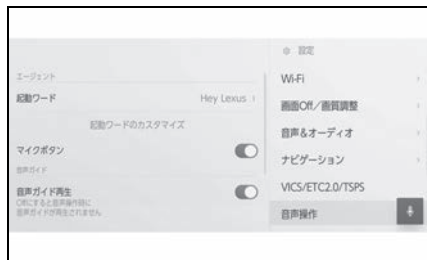 設定
エージェント
起動ワード
Hey Lexus
起動ワードのカスタマイズ
マイクボタン
音声ガイド
音声ガイド再生
Offにすると音声操作時に
音声ガイドが再生されません
Wi-Fi
画面Off/画質調整
音声&オーディオ
ナビゲーション
VICS/ETC2.0/TSPS
音声操作